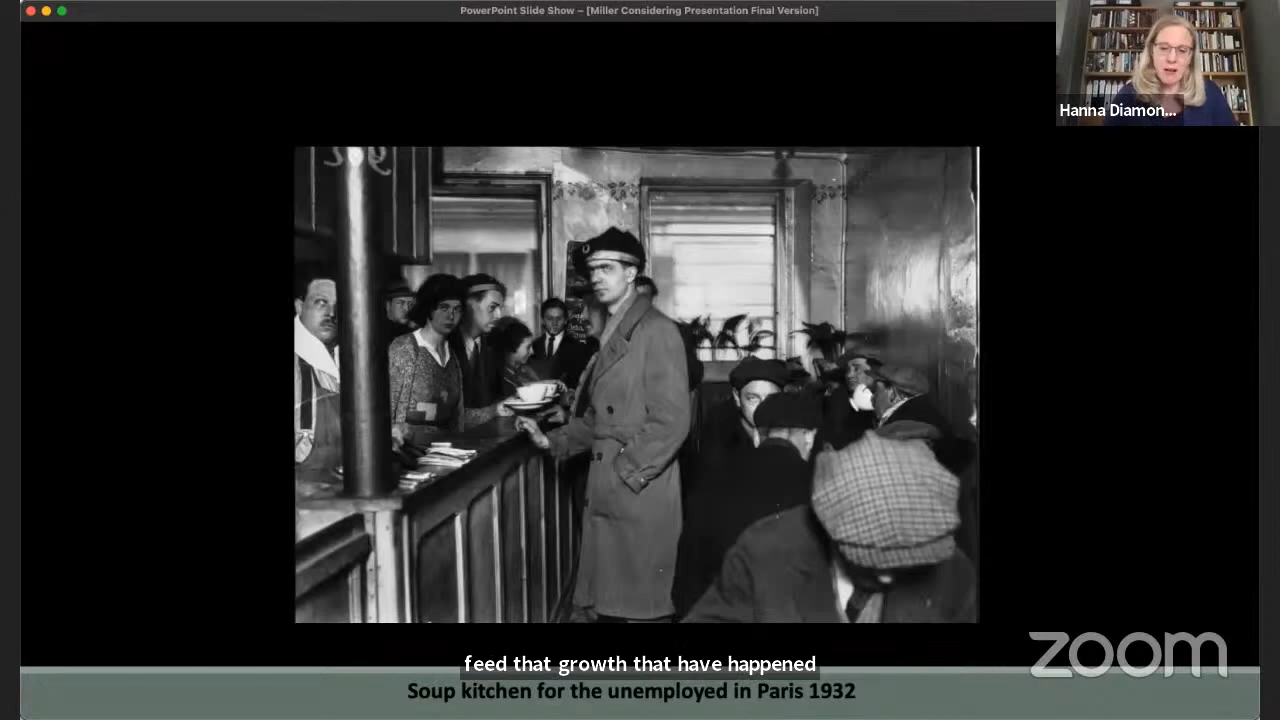 PowerPoint Slide Show – [Miller Considering Presentation Final Version]
Hanna Diamon...
feed that growth that have happened
zoom
Soup kitchen for the unemployed in Paris 1932